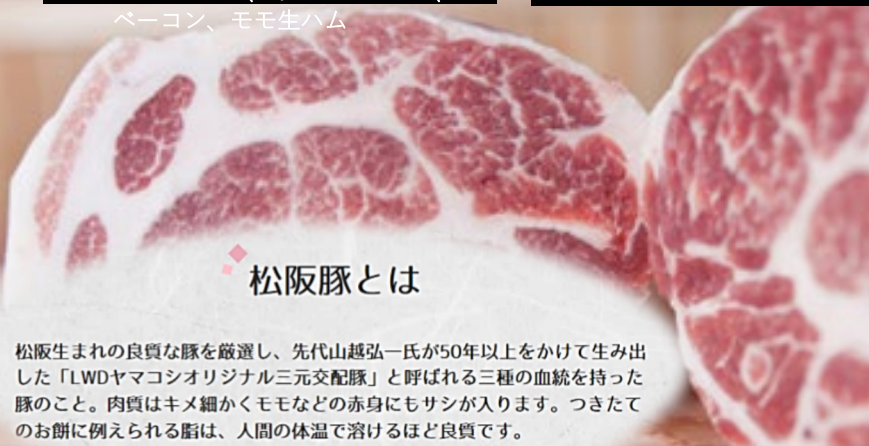 ベーコン、モモ生ハム
松阪豚とは
松阪生まれの良質な豚を厳選し、先代山越弘一氏が50年以上をかけて生み出
した「LWDヤマコシオリジナル三元交配豚」と呼ばれる三種の血統を持った
豚のこと。肉質はキメ細かくモモなどの赤身にもサシが入ります。つきたて
のお餅に例えられる脂は、人間の体温で溶けるほど良質です。